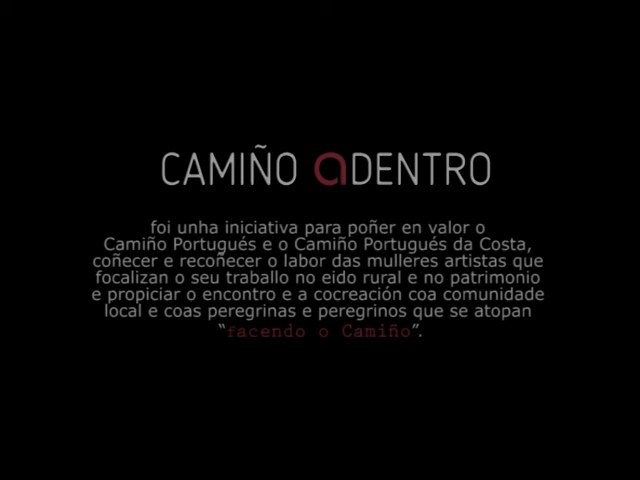 CAMIÑO aDENTRO
foi unha iniciativa para poñer en valor o
Camiño Portugués e o Camiño Portugués da Costa,
coñecer e recoñecer o labor das mulleres artistas que
focalizan o seu traballo no eido rural e no patrimonio
e propiciar o encontro e a cocreación coa comunidade
local e coas peregrinas e peregrinos que se atopan
“facendo o Camiño”.